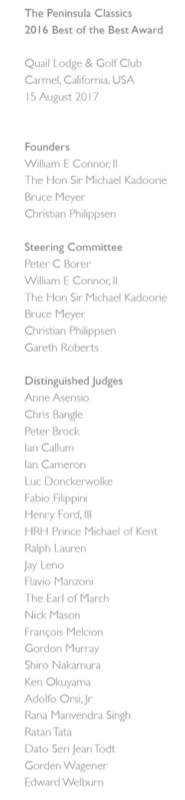 The Peninsula Classics
2016 Best of the Best Award
Quail Lodge & Golf Club
Carmel, California, USA
15 August 2017
Founders
William E Connor, II
The Hon Sir Michael Kadoorie
Bruce Meyer
Christian Philippsen
Steering Committee
Peter C Borer
William E Connor, II
The Hon Sir Michael Kadoorie
Bruce Meyer
Christian Philippsen
Gareth Roberts
Distinguished Judges
Anne Asensio
Chris Bangle
Peter Brock
Ian Callum
Ian Cameron
Luc Donckerwolke
Fabio Filippini
Henry Ford, III
HRH Prince Michael of Kent
Ralph Lauren
Jay Leno
Flavio Manzoni
The Earl of March
Nick Mason
François Melcion
Gordon Murray
Shiro Nakamura
Ken Okuyama
Adolfo Orsi, Jr
Rana Manvendra Singh
Ratan Tata
Dato Seri Jean Todt
Gorden Wagener
Edward Welburn